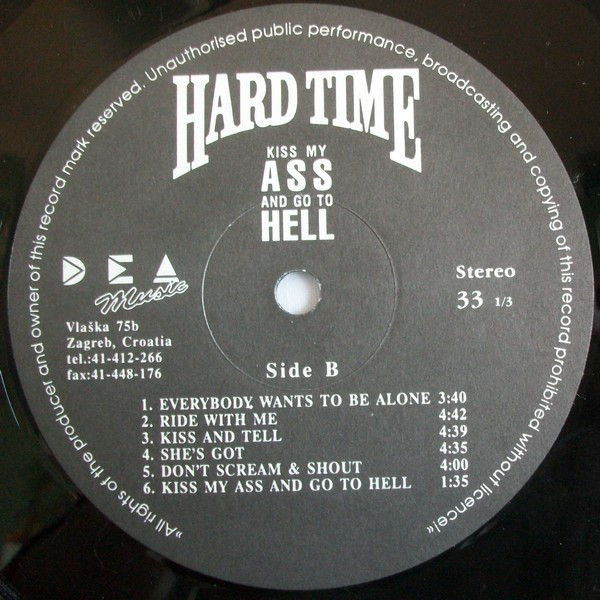 »All rights of the producer and owner of this record mark reserved. Unauthorised public performance, broadcasting and copying of this record prohibited without licence!«
HARD TIME
KISS MY
ASS
AND GO TO
HELL
DEA
Music
Vlaška 75b
Zagreb, Croatia
tel.:41-412-266
fax:41-448-176
Stereo
33 1/3
Side B
1. EVERYBODY, WANTS TO BE ALONE 3:40
2. RIDE WITH ME 4:42
3. KISS AND TELL 4:39
4. SHE'S GOT 4:35
5. DON'T SCREAM & SHOUT 4:00
6. KISS MY ASS AND GO TO HELL 1:35